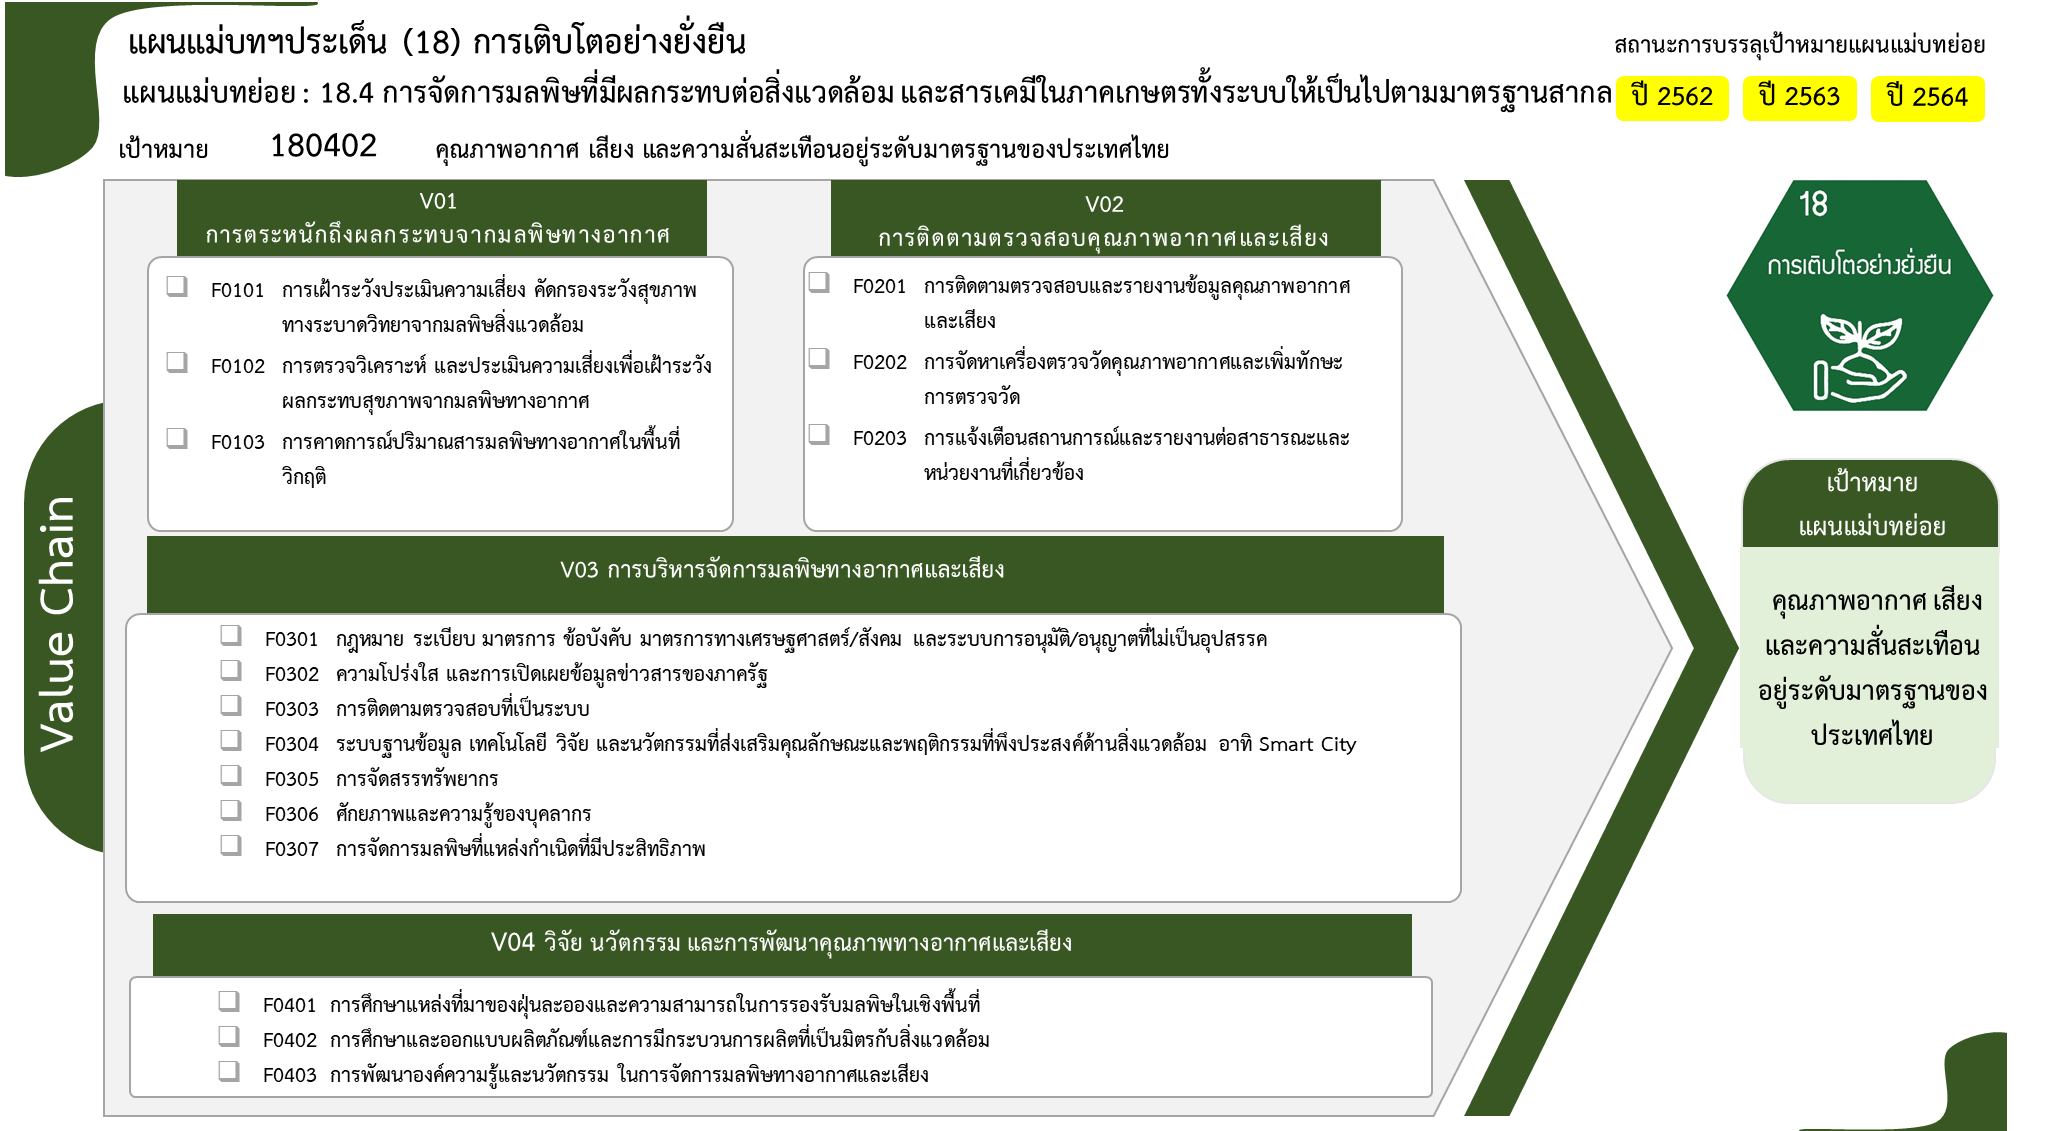 แผนแม่บทฯประเด็น (18) การเติบโตอย่างยั่งยืน
สถานะการบรรลุเป้าหมายแผนแม่บทย่อย
แผนแม่บทย่อย : 18.4 การจัดการมลพิษที่มีผลกระทบต่อสิ่งแวดล้อม และสารเคมีในภาคเกษตรทั้งระบบให้เป็นไปตามมาตรฐานสากล
ปี 2562 ปี 2563 ปี 2564
เป้าหมาย 180402 คุณภาพอากาศ เสียง และความสั่นสะเทือนอยู่ระดับมาตรฐานของประเทศไทย
Value Chain
V01
การตระหนักถึงผลกระทบจากมลพิษทางอากาศ
❑ F0101 การเฝ้าระวังประเมินความเสี่ยง คัดกรองระวังสุขภาพ
ทางระบาดวิทยาจากมลพิษสิ่งแวดล้อม
❑ F0102 การตรวจวิเคราะห์ และประเมินความเสี่ยงเพื่อเฝ้าระวัง
ผลกระทบสุขภาพจากมลพิษทางอากาศ
❑ F0103 การคาดการณ์ปริมาณสารมลพิษทางอากาศในพื้นที่
วิกฤติ
V02
การติดตามตรวจสอบคุณภาพอากาศและเสียง
❑ F0201 การติดตามตรวจสอบและรายงานข้อมูลคุณภาพอากาศ
และเสียง
❑ F0202 การจัดหาเครื่องตรวจวัดคุณภาพอากาศและเพิ่มทักษะ
การตรวจวัด
❑ F0203 การแจ้งเตือนสถานการณ์และรายงานต่อสาธารณะและ
หน่วยงานที่เกี่ยวข้อง
V03 การบริหารจัดการมลพิษทางอากาศและเสียง
❑ F0301 กฎหมาย ระเบียบ มาตรการ ข้อบังคับ มาตรการทางเศรษฐศาสตร์/สังคม และระบบการอนุมัติ/อนุญาตที่ไม่เป็นอุปสรรค
❑ F0302 ความโปร่งใส และการเปิดเผยข้อมูลข่าวสารของภาครัฐ
❑ F0303 การติดตามตรวจสอบที่เป็นระบบ
❑ F0304 ระบบฐานข้อมูล เทคโนโลยี วิจัย และนวัตกรรมที่ส่งเสริมคุณลักษณะและพฤติกรรมที่พึงประสงค์ด้านสิ่งแวดล้อม อาทิ Smart City
❑ F0305 การจัดสรรทรัพยากร
❑ F0306 ศักยภาพและความรู้ของบุคลากร
❑ F0307 การจัดการมลพิษที่แหล่งกำเนิดที่มีประสิทธิภาพ
V04 วิจัย นวัตกรรม และการพัฒนาคุณภาพทางอากาศและเสียง
❑ F0401 การศึกษาแหล่งที่มาของฝุ่นละอองและความสามารถในการรองรับมลพิษในเชิงพื้นที่
❑ F0402 การศึกษาและออกแบบผลิตภัณฑ์และการมีกระบวนการผลิตที่เป็นมิตรกับสิ่งแวดล้อม
❑ F0403 การพัฒนาองค์ความรู้และนวัตกรรม ในการจัดการมลพิษทางอากาศและเสียง
18
การเติบโตอย่างยั่งยืน
เป้าหมาย
แผนแม่บทย่อย
คุณภาพอากาศ เสียง
และความสั่นสะเทือน
อยู่ระดับมาตรฐานของ
ประเทศไทย